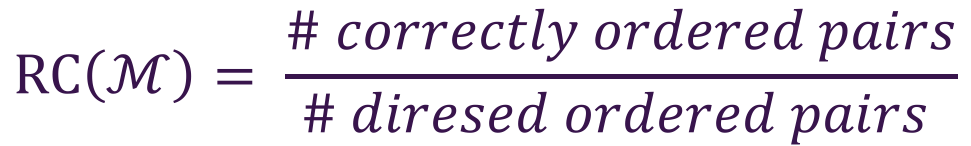 RC(ℳ) = # correctly ordered pairs
# diresed ordered pairs